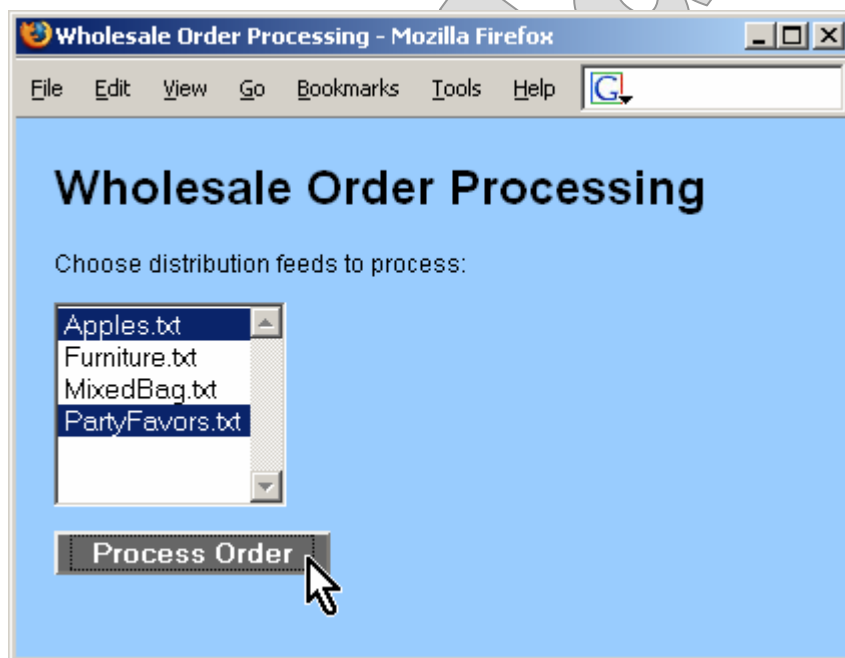 Wholesale Order Processing - Mozilla Firefox
File Edit View Go Bookmarks Tools Help G
Wholesale Order Processing
Choose distribution feeds to process:
Apples.txt
Furniture.txt
MixedBag.txt
PartyFavors.txt
Process Order